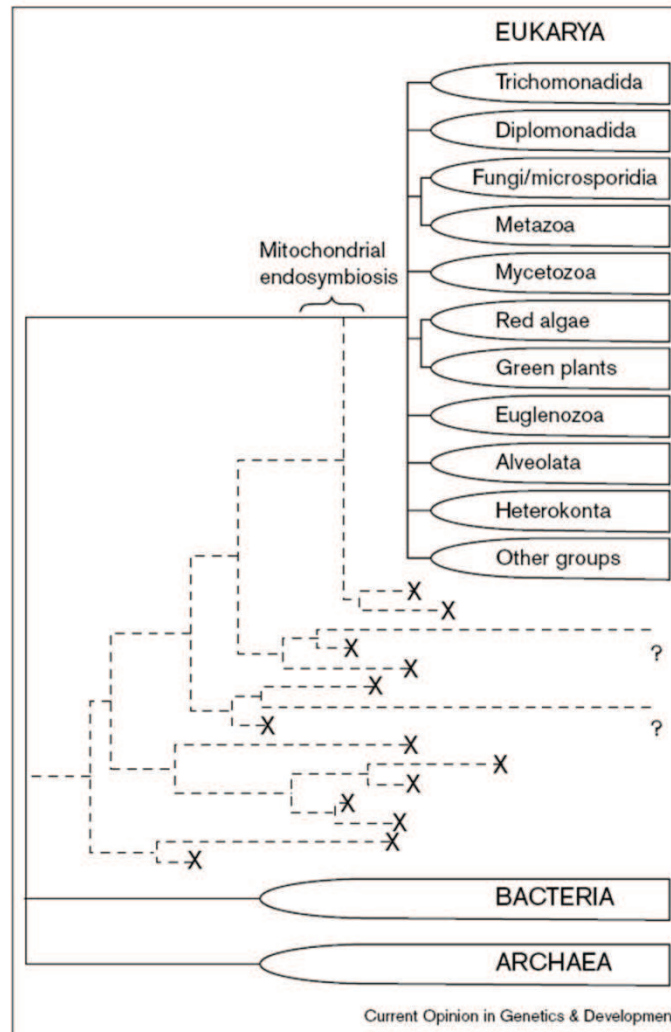 EUKARYA
Trichomonadida
Diplomonadida
Fungi/microsporidia
Metazoa
Mitochondrial
endosymbiosis
Mycetozoa
Red algae
Green plants
Euglenozoa
Alveolata
Heterokonta
Other groups
X
X
?
X
X
X
?
X
X
X
X
X
X
X
X
BACTERIA
ARCHAEA
Current Opinion in Genetics & Development